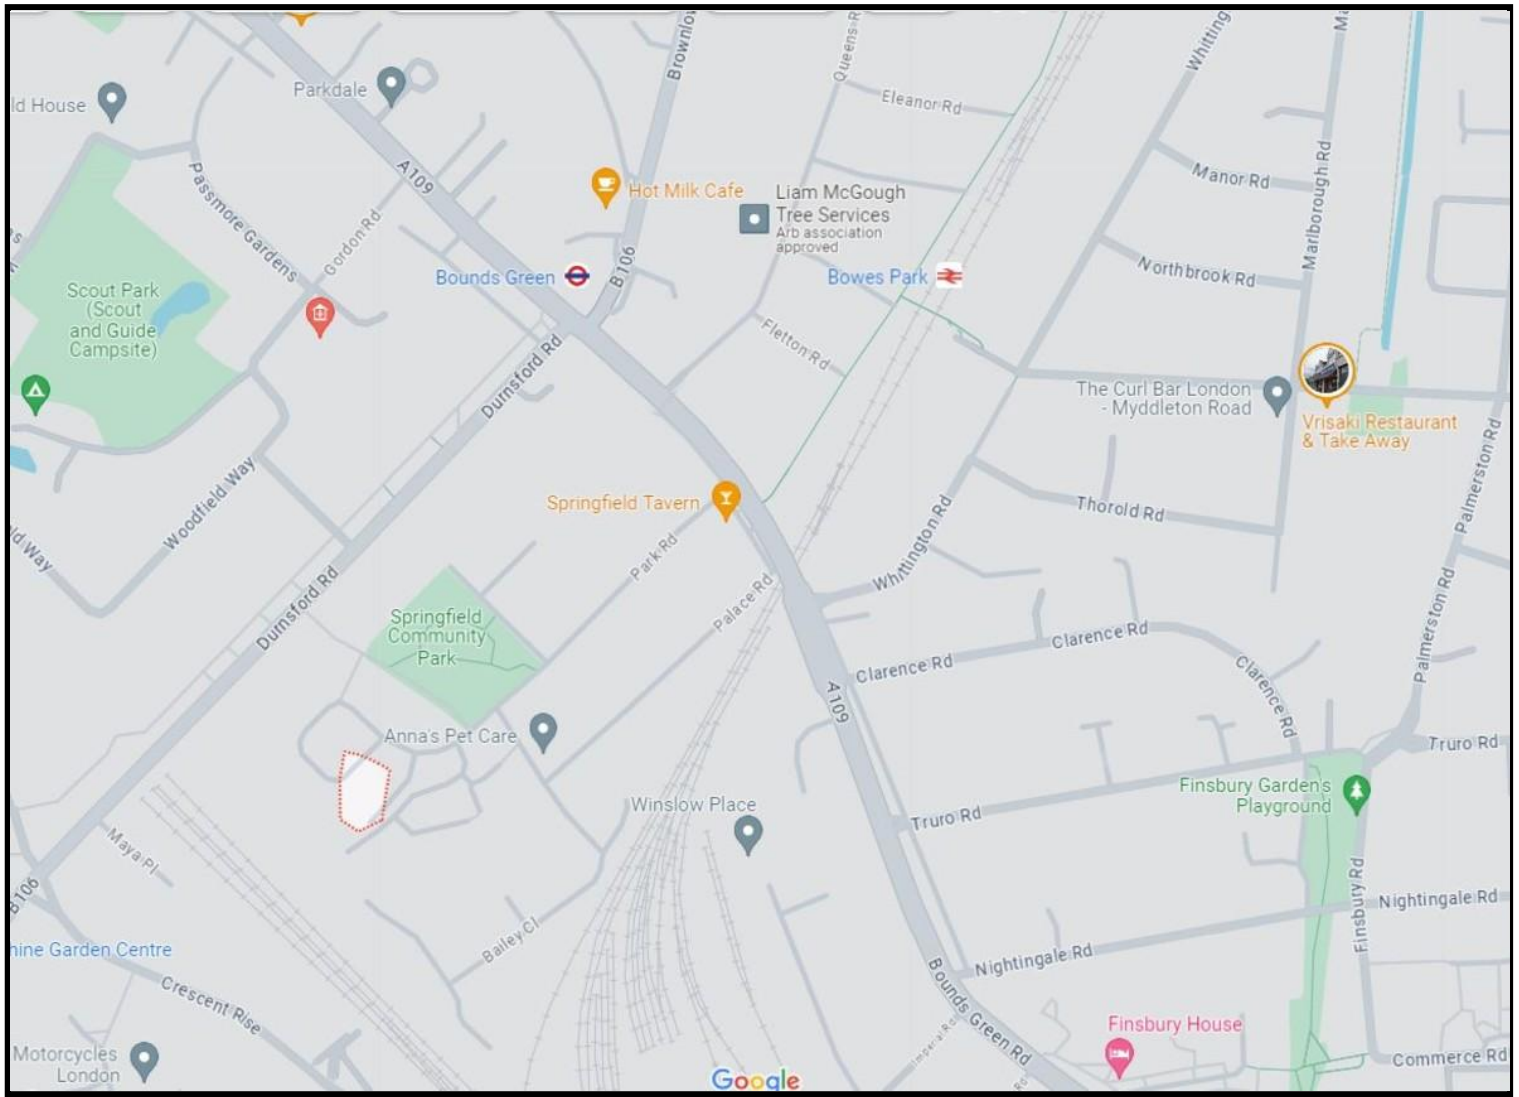 Whitting
Ma
Brownlo
Queens R
Parkdale
ld House
Eleanor Rd
A109
Passmore Gardens
Gordon Rd
Hot Milk Cafe
Liam McGough
Tree Services
Arb association
approved
Manor Rd
Marlborough Rd
Bounds Green
B106
Bowes Park
Northbrook Rd
Scout Park
(Scout
and Guide
Campsite)
Fletton Rd
Durnsford Rd
The Curl Bar London
- Myddleton Road
Vrisaki Restaurant
& Take Away
Palmerston Rd
Woodfield Way
Springfield Tavern
Thorold Rd
ld Way
Park Rd
Whittington Rd
Durnsford Rd
Springfield
Community
Park
Palace Rd
Clarence Rd
Clarence Rd
Clarence Rd
Palmerston Rd
A109
Anna's Pet Care
Truro Rd
Winslow Place
Truro Rd
Finsbury Gardens
Playground
Maya Pl
B106
Finsbury Rd
Nightingale Rd
Bailey Cl
hine Garden Centre
Nightingale Rd
Crescent Rise
Bounds Green Rd
Imperial Rd
Finsbury House
Motorcycles
London
Commerce Rd
Rd
Google